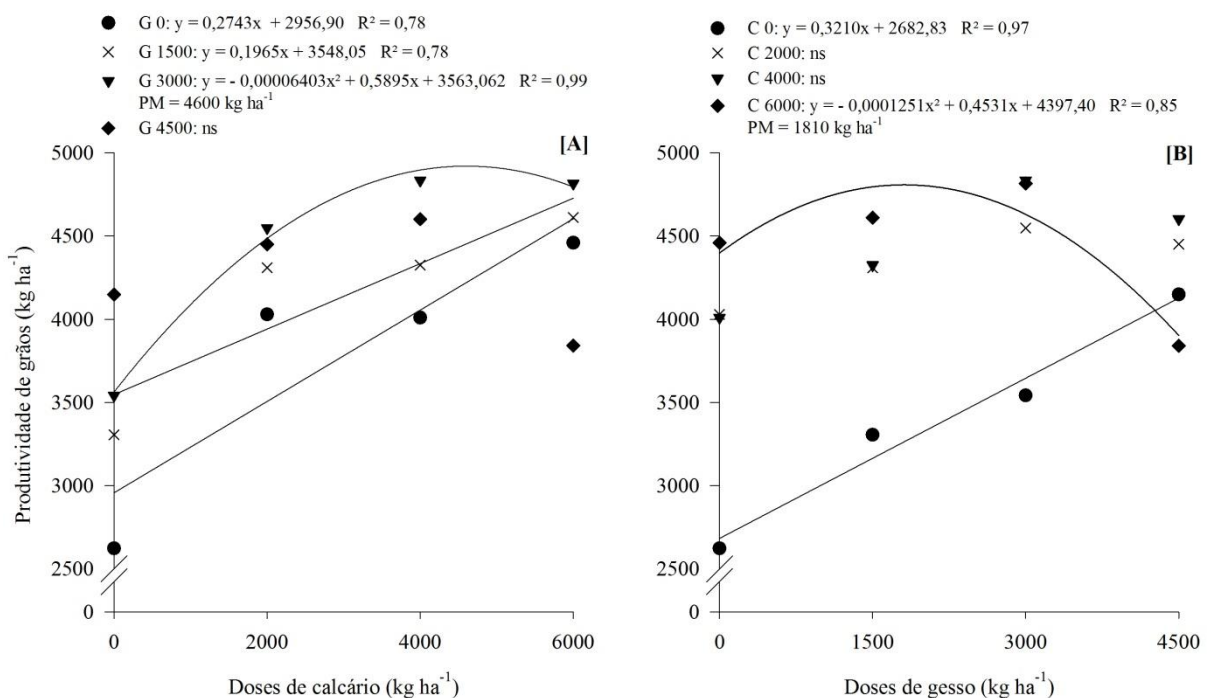 G 0: y = 0,2743x + 2956,90 R² = 0,78
G 1500: y = 0,1965x + 3548,05 R² = 0,78
G 3000: y = - 0,00006403x² + 0,5895x + 3563,062 R² = 0,99
PM = 4600 kg ha⁻¹
G 4500: ns
[A]
5000
4500
4000
3500
3000
2500
0
Produtividade de grãos (kg ha⁻¹)
0 2000 4000 6000
Doses de calcário (kg ha⁻¹)
C 0: y = 0,3210x + 2682,83 R² = 0,97
C 2000: ns
C 4000: ns
C 6000: y = - 0,0001251x² + 0,4531x + 4397,40 R² = 0,85
PM = 1810 kg ha⁻¹
[B]
5000
4500
4000
3500
3000
2500
0
0 1500 3000 4500
Doses de gesso (kg ha⁻¹)